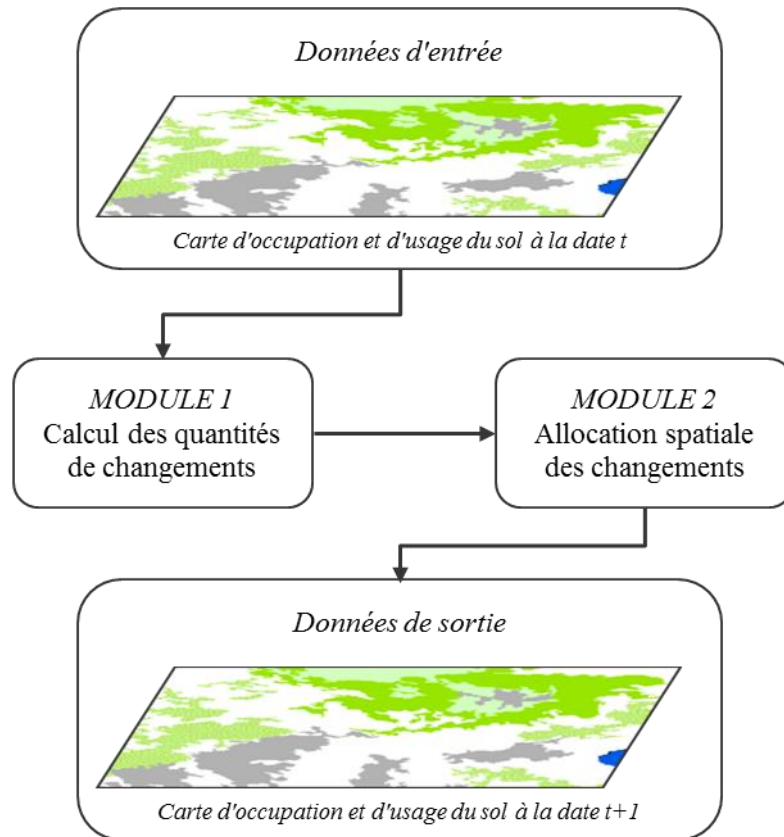 Données d'entrée
Carte d'occupation et d'usage du sol à la date t
MODULE 1
Calcul des quantités
de changements
MODULE 2
Allocation spatiale
des changements
Données de sortie
Carte d'occupation et d'usage du sol à la date t+1